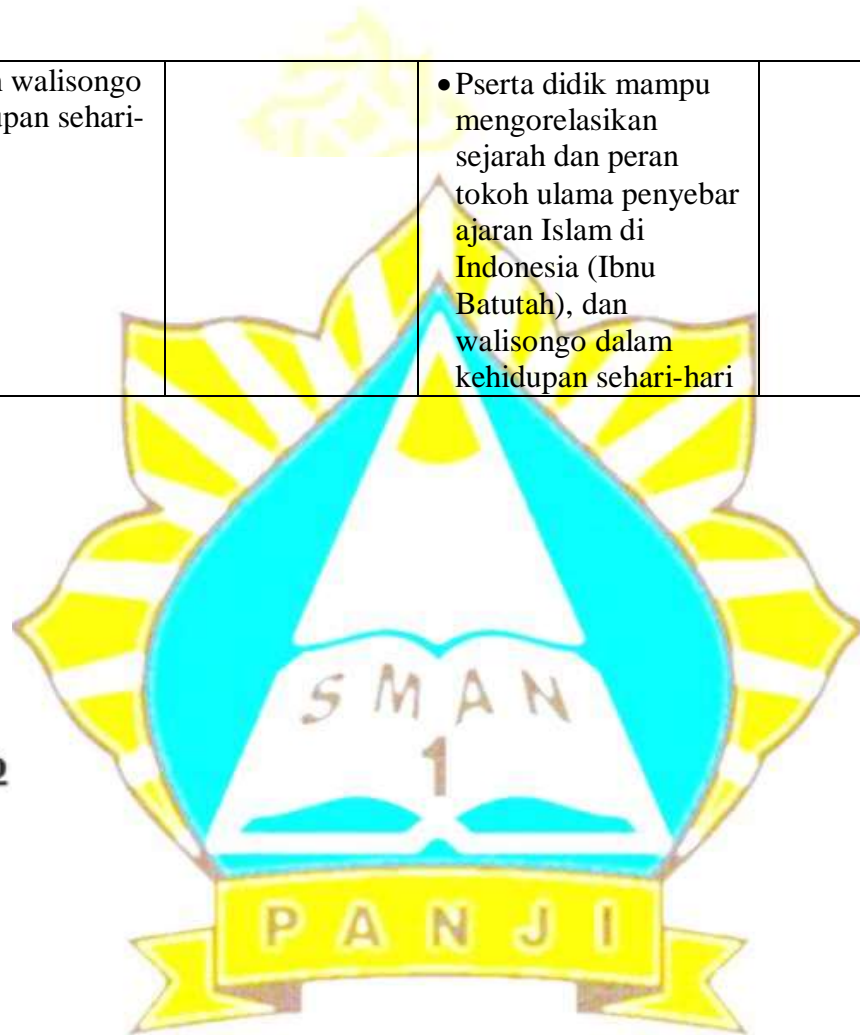 walisongo
upan sehari-
• Pserta didik mampu
mengorelasikan
sejarah dan peran
tokoh ulama penyebar
ajaran Islam di
Indonesia (Ibnu
Batutah), dan
walisongo dalam
kehidupan sehari-hari
SMAN
1
PANJI